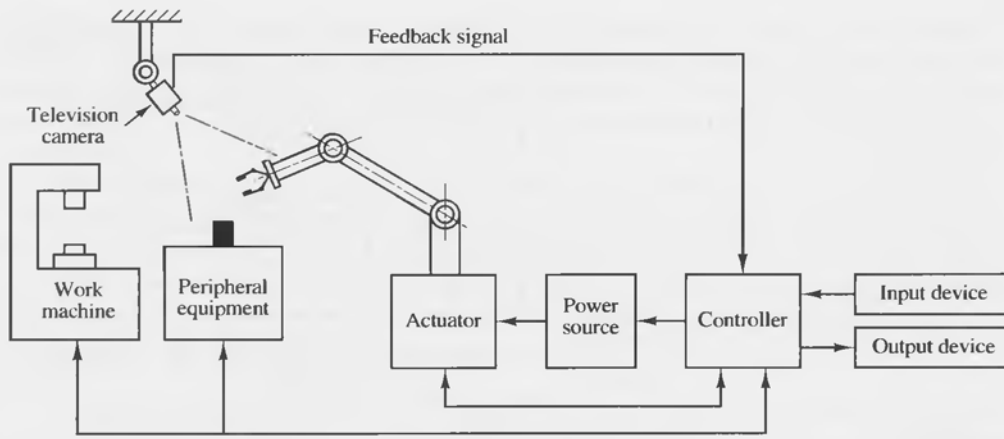 Feedback signal
Television
camera
Work
machine
Peripheral
equipment
Actuator
Power
source
Controller
Input device
Output device